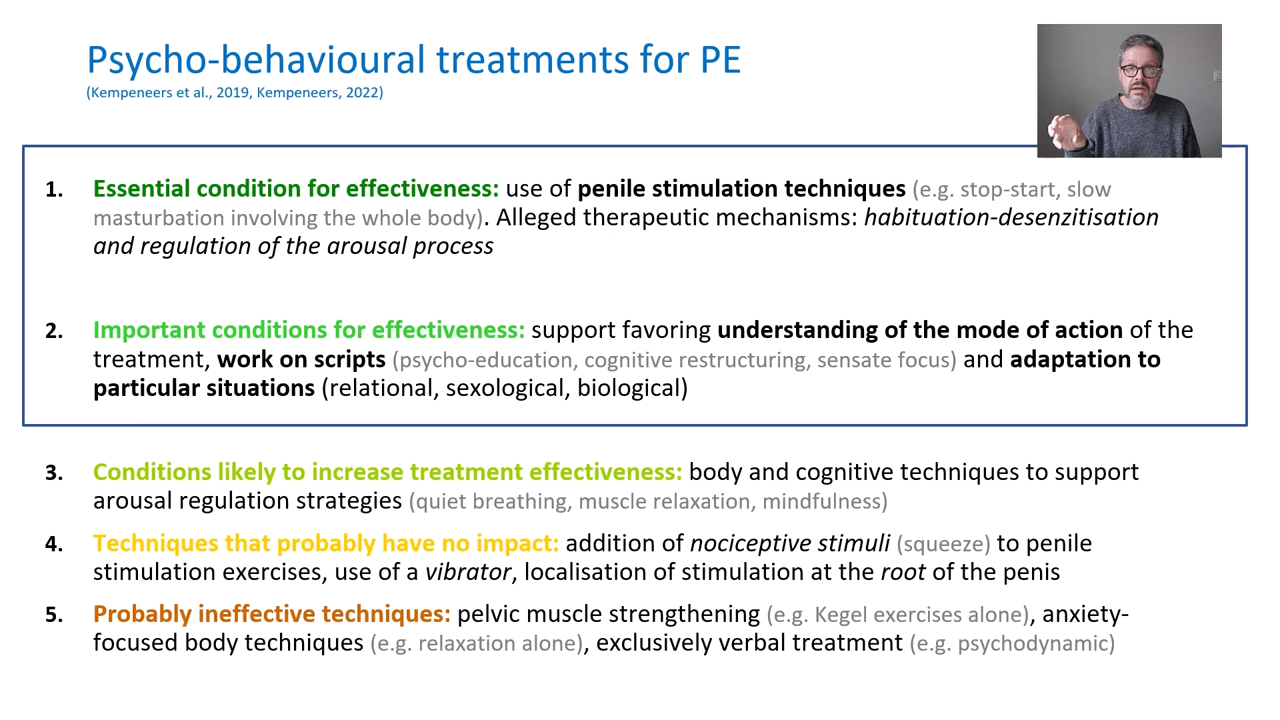 Psycho-behavioural treatments for PE
(Kempeneers et al., 2019, Kempeneers, 2022)
1. Essential condition for effectiveness: use of penile stimulation techniques (e.g. stop-start, slow
masturbation involving the whole body). Alleged therapeutic mechanisms: habituation-desenzitisation
and regulation of the arousal process
2. Important conditions for effectiveness: support favoring understanding of the mode of action of the
treatment, work on scripts (psycho-education, cognitive restructuring, sensate focus) and adaptation to
particular situations (relational, sexological, biological)
3. Conditions likely to increase treatment effectiveness: body and cognitive techniques to support
arousal regulation strategies (quiet breathing, muscle relaxation, mindfulness)
4. Techniques that probably have no impact: addition of nociceptive stimuli (squeeze) to penile
stimulation exercises, use of a vibrator, localisation of stimulation at the root of the penis
5. Probably ineffective techniques: pelvic muscle strengthening (e.g. Kegel exercises alone), anxiety-
focused body techniques (e.g. relaxation alone), exclusively verbal treatment (e.g. psychodynamic)